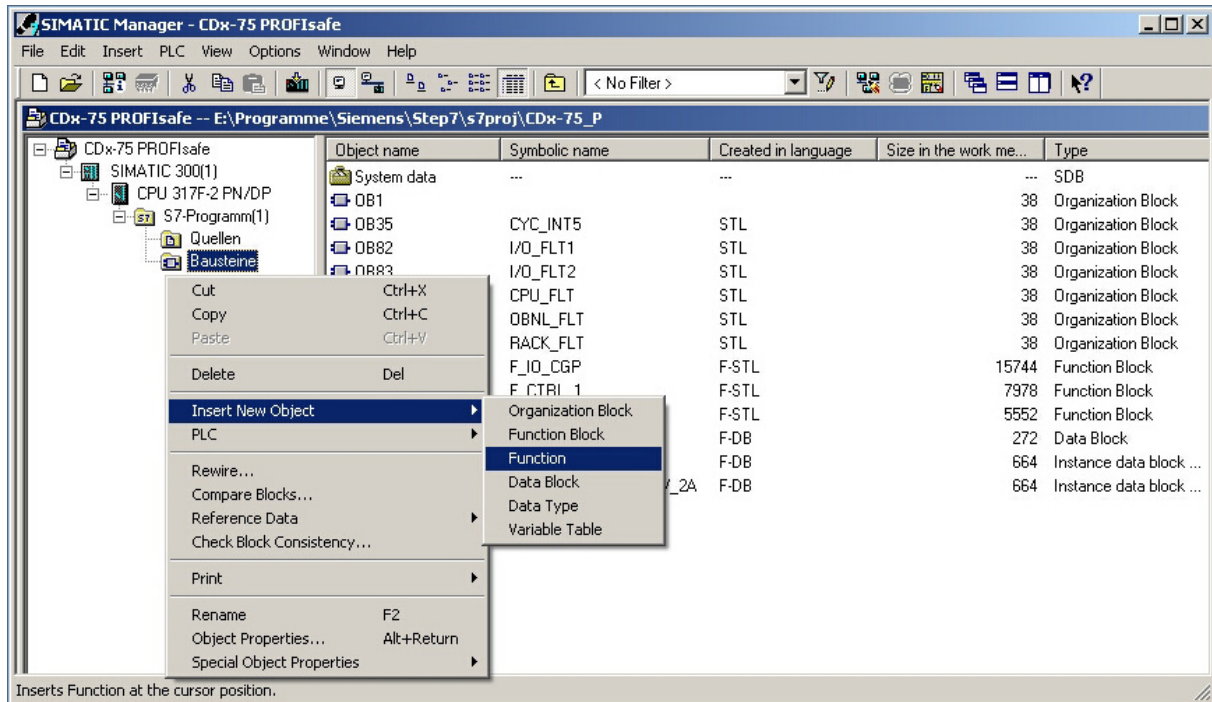 SIMATIC Manager - CDx-75 PROFIsafe
File Edit Insert PLC View Options Window Help
< No Filter >
CDx-75 PROFIsafe -- E:\Programme\Siemens\Step7\s7proj\CDx-75_P
CDx-75 PROFIsafe
SIMATIC 300(1)
CPU 317F-2 PN/DP
S7-Programm(1)
Quellen
Bausteine
Object name Symbolic name Created in language Size in the work me... Type
System data --- --- --- SDB
OB1 38 Organization Block
OB35 CYC_INT5 STL 38 Organization Block
OB82 I/O_FLT1 STL 38 Organization Block
OB83 I/O_FLT2 STL 38 Organization Block
CPU_FLT STL 38 Organization Block
OBNL_FLT STL 38 Organization Block
RACK_FLT STL 38 Organization Block
F_IO_CGP F-STL 15744 Function Block
F_CTRL_1 F-STL 7978 Function Block
F-STL 5552 Function Block
F-DB 272 Data Block
F-DB 664 Instance data block ...
_2A F-DB 664 Instance data block ...
Cut Ctrl+X
Copy Ctrl+C
Paste Ctrl+V
Delete Del
Insert New Object
PLC
Rewire...
Compare Blocks...
Reference Data
Check Block Consistency...
Print
Rename F2
Object Properties... Alt+Return
Special Object Properties
Organization Block
Function Block
Function
Data Block
Data Type
Variable Table
Inserts Function at the cursor position.